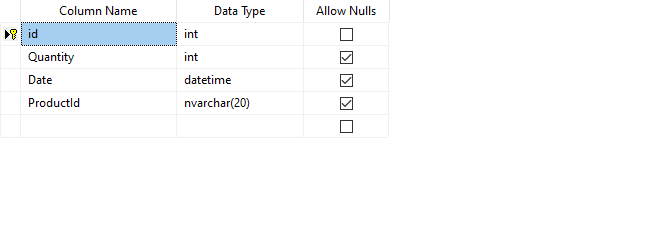 Column Name Data Type Allow Nulls
id int
Quantity int
Date datetime
ProductId nvarchar(20)